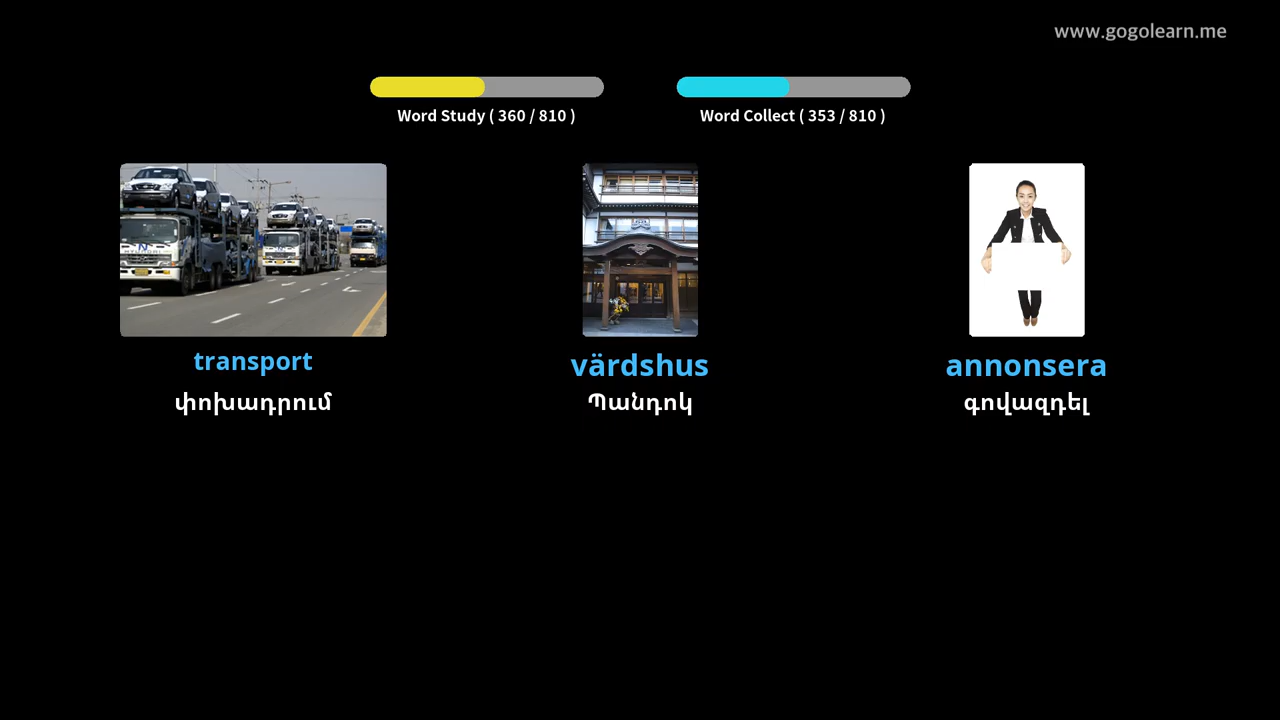 www.gogolearn.me
Word Study ( 360 / 810 )
Word Collect ( 353 / 810 )
transport
värdshus
annonsera
փոխադրում
Պանդոկ
գովազդել